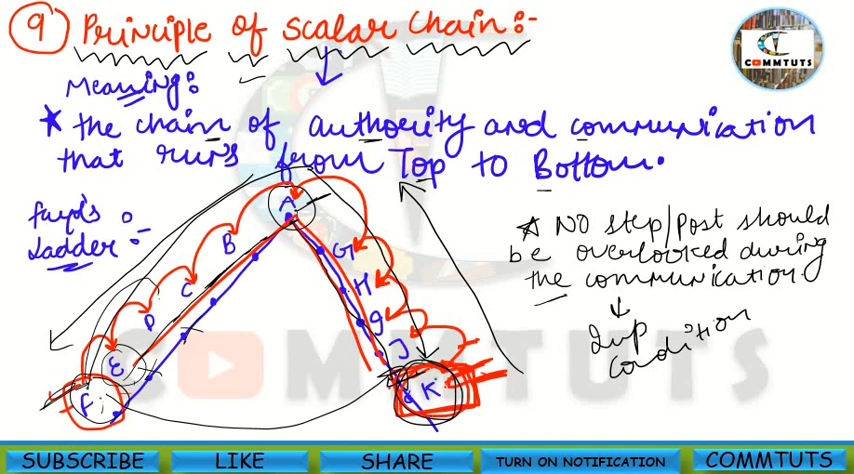 9 Principle of Scalar Chain:-
COMMTUTS
Meaning:
* the chain of authority and communication
that runs from Top to Bottom.
Fayol's
Ladder:-
A
B
C
D
E
F
G
H
g
J
K
* No step/Post should
be overlooked during
the communication
↓
Imp
condition
COMMTUTS
SUBSCRIBE
LIKE
SHARE
TURN ON NOTIFICATION
COMMTUTS